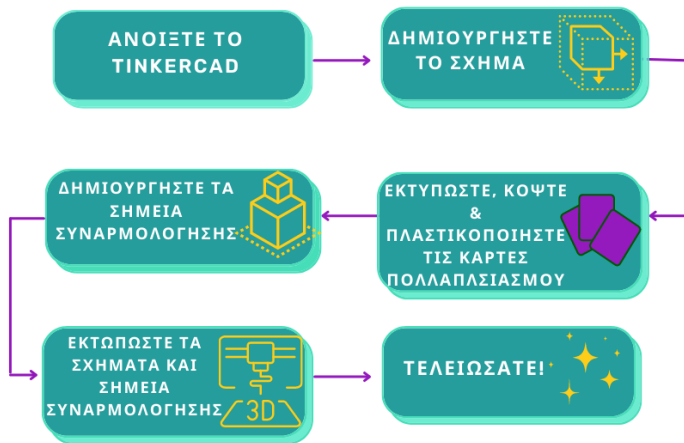 ΑΝΟΙΞΤΕ ΤΟ
TINKERCAD
ΔΗΜΙΟΥΡΓΗΣΤΕ
ΤΟ ΣΧΗΜΑ
ΕΚΤΥΠΩΣΤΕ, ΚΟΨΤΕ
&
ΠΛΑΣΤΙΚΟΠΟΙΗΣΤΕ
ΤΙΣ ΚΑΡΤΕΣ
ΠΟΛΛΑΠΛΣΙΑΣΜΟΥ
ΔΗΜΙΟΥΡΓΗΣΤΕ ΤΑ
ΣΗΜΕΙΑ
ΣΥΝΑΡΜΟΛΟΓΗΣΗΣ
ΕΚΤΩΠΩΣΤΕ ΤΑ
ΣΧΗΜΑΤΑ ΚΑΙ
ΣΗΜΕΙΑ
ΣΥΝΑΡΜΟΛΟΓΗΣΗΣ
3D
ΤΕΛΕΙΩΣΑΤΕ!